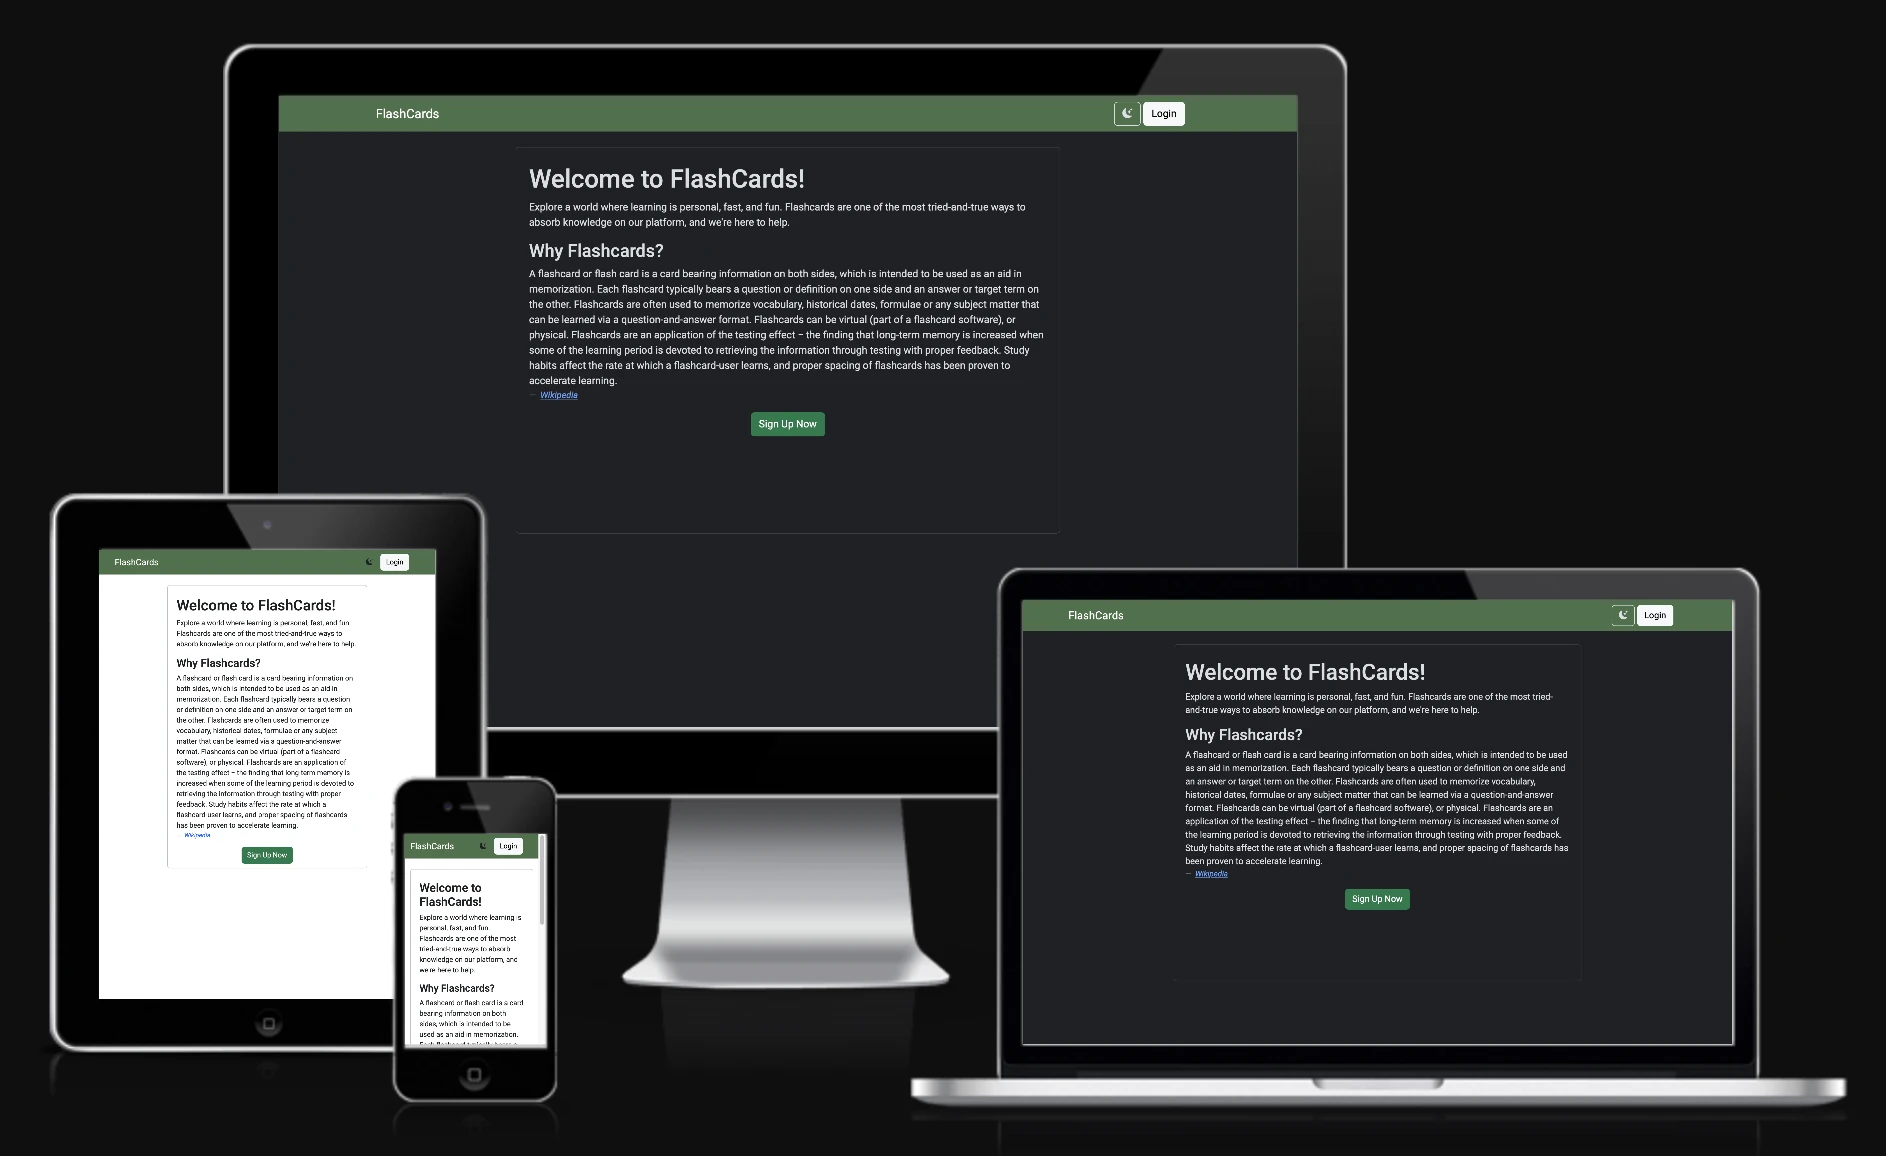 FlashCards
Login
Welcome to FlashCards!
Explore a world where learning is personal, fast, and fun. Flashcards are one of the most tried-and-true ways to
absorb knowledge on our platform, and we're here to help.
Why Flashcards?
A flashcard or flash card is a card bearing information on both sides, which is intended to be used as an aid in
memorization. Each flashcard typically bears a question or definition on one side and an answer or target term on
the other. Flashcards are often used to memorize vocabulary, historical dates, formulae or any subject matter that
can be learned via a question-and-answer format. Flashcards can be virtual (part of a flashcard software), or
physical. Flashcards are an application of the testing effect – the finding that long-term memory is increased when
some of the learning period is devoted to retrieving the information through testing with proper feedback. Study
habits affect the rate at which a flashcard-user learns, and proper spacing of flashcards has been proven to
accelerate learning.
— Wikipedia
Sign Up Now
FlashCards
Login
Welcome to FlashCards!
Explore a world where learning is personal, fast, and fun.
Flashcards are one of the most tried-and-true ways to
absorb knowledge on our platform, and we're here to help.
Why Flashcards?
A flashcard or flash card is a card bearing information on
both sides, which is intended to be used as an aid in
memorization. Each flashcard typically bears a question
or definition on one side and an answer or target term on
the other. Flashcards are often used to memorize
vocabulary, historical dates, formulae or any subject
matter that can be learned via a question-and-answer
format. Flashcards can be virtual (part of a flashcard
software), or physical. Flashcards are an application of
the testing effect – the finding that long-term memory is
increased when some of the learning period is devoted to
retrieving the information through testing with proper
feedback. Study habits affect the rate at which a
flashcard-user learns, and proper spacing of flashcards
has been proven to accelerate learning.
Wikipedia
Sign Up Now
FlashCards
Login
Welcome to
FlashCards!
Explore a world where learning is
personal, fast, and fun.
Flashcards are one of the most
tried-and-true ways to absorb
knowledge on our platform, and
we're here to help.
Why Flashcards?
A flashcard or flash card is a card
bearing information on both
sides, which is intended to be
used as an aid in memorization.
Each flashcard typically bears a
FlashCards
Login
Welcome to FlashCards!
Explore a world where learning is personal, fast, and fun. Flashcards are one of the most tried-
and-true ways to absorb knowledge on our platform, and we're here to help.
Why Flashcards?
A flashcard or flash card is a card bearing information on both sides, which is intended to be used
as an aid in memorization. Each flashcard typically bears a question or definition on one side and
an answer or target term on the other. Flashcards are often used to memorize vocabulary,
historical dates, formulae or any subject matter that can be learned via a question-and-answer
format. Flashcards can be virtual (part of a flashcard software), or physical. Flashcards are an
application of the testing effect – the finding that long-term memory is increased when some of
the learning period is devoted to retrieving the information through testing with proper feedback.
Study habits affect the rate at which a flashcard-user learns, and proper spacing of flashcards has
been proven to accelerate learning.
— Wikipedia
Sign Up Now